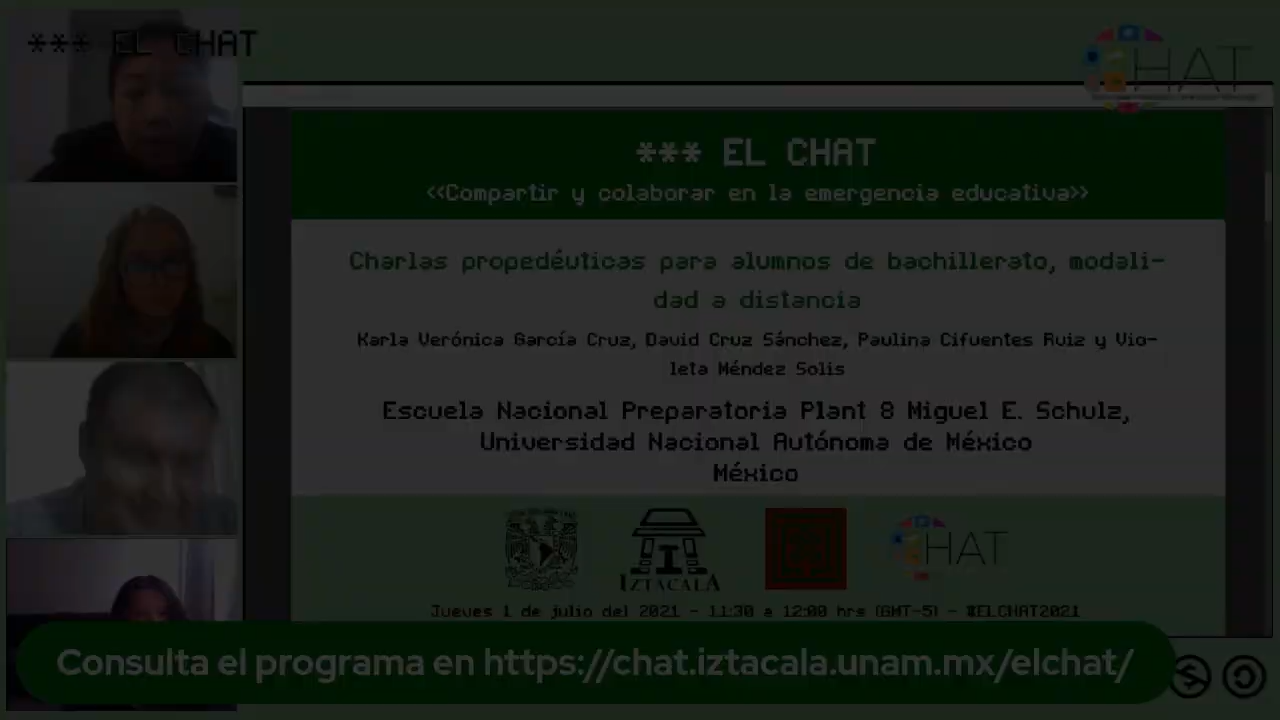 *** EL CHAT
CHAT
*** EL CHAT
<<Compartir y colaborar en la emergencia educativa>>
Charlas propedéuticas para alumnos de bachillerato, modali-
dad a distancia
Karla Verónica García Cruz, David Cruz Sánchez, Paulina Cifuentes Ruiz y Vio-
leta Méndez Solis
Escuela Nacional Preparatoria Plant 8 Miguel E. Schulz,
Universidad Nacional Autónoma de México
México
IZTACALA
CHAT
Jueves 1 de julio del 2021 - 11:30 a 12:00 hrs (GMT-5) - #ELCHAT2021
Consulta el programa en https://chat.iztacala.unam.mx/elchat/